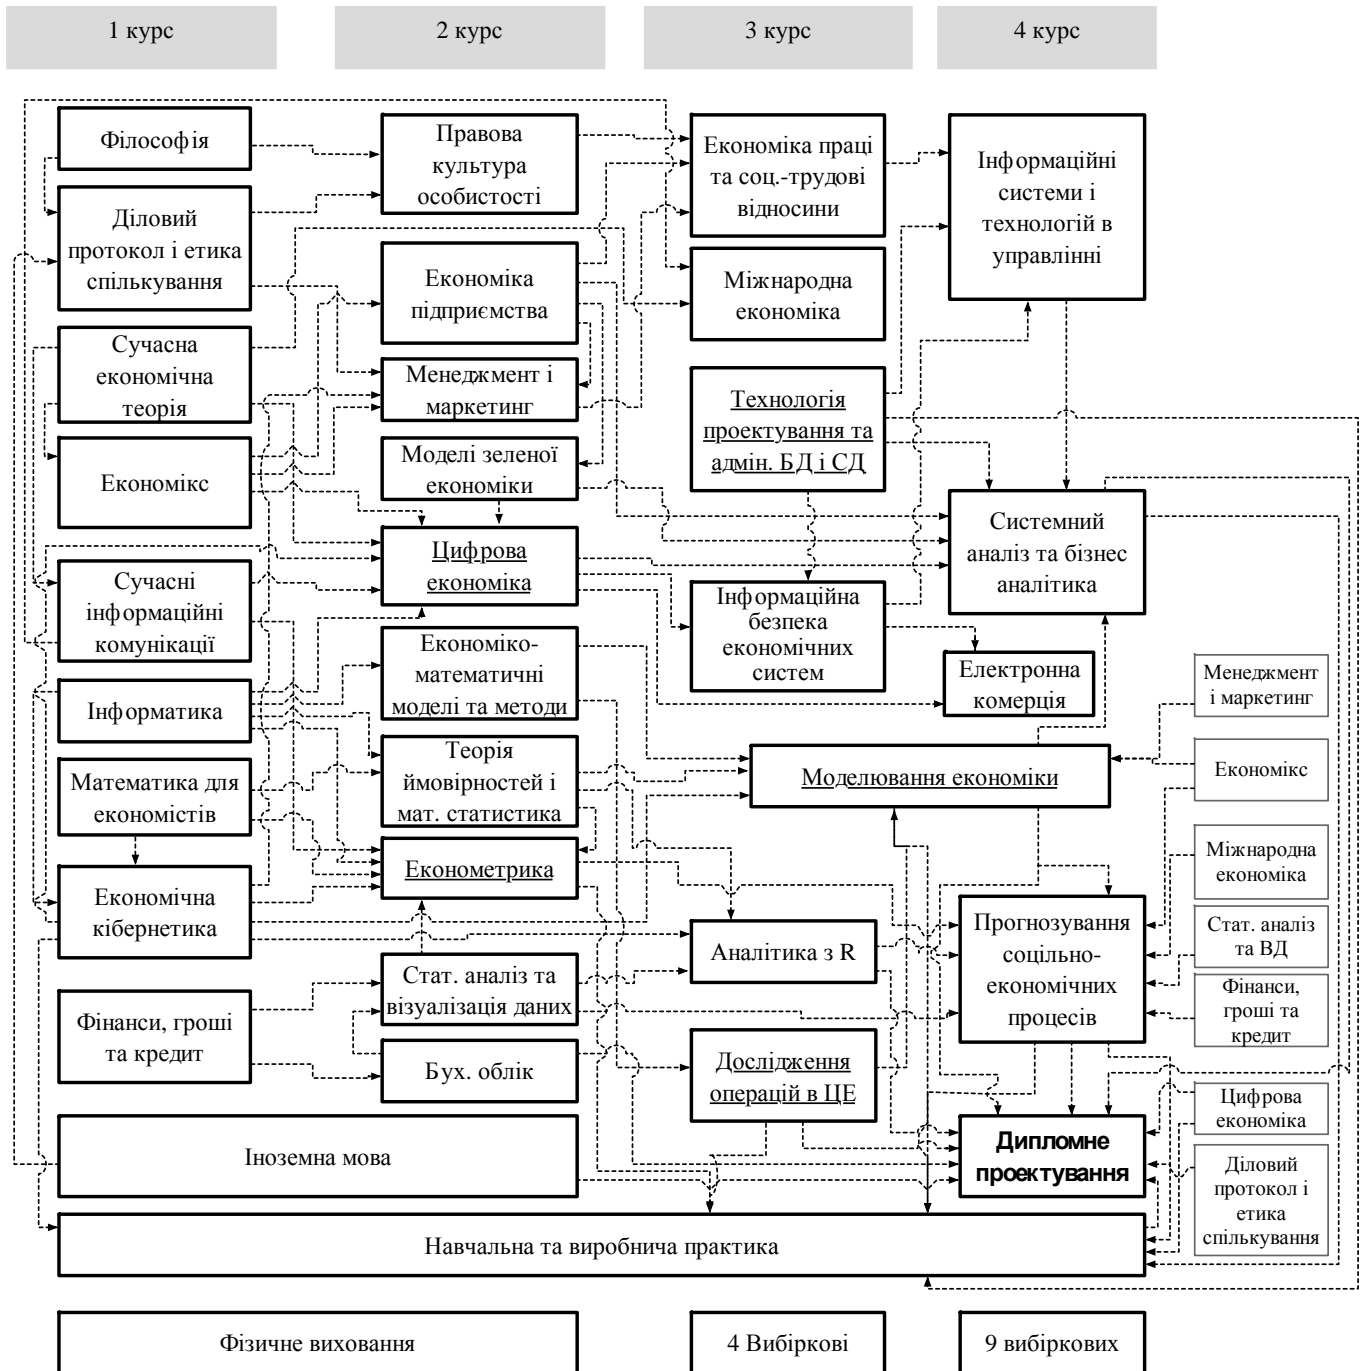 1 курс
2 курс
3 курс
4 курс
Філософія
Діловий
протокол і етика
спількування
Сучасна
економічна
теорія
Економікс
Сучасні
інформаційні
комунікації
Інформатика
Математика для
економістів
Економічна
кібернетика
Фінанси, гроші
та кредит
Іноземна мова
Навчальна та виробнича практика
Фізичне виховання
Правова
культура
особистості
Економіка
підприємства
Менеджмент і
маркетинг
Моделі зеленої
економіки
Цифрова
економіка
Економіко-
математичні
моделі та методи
Теорія
ймовірностей і
мат. статистика
Економетрика
Стат. аналіз та
візуалізація даних
Бух. облік
Економіка праці
та соц.-трудові
відносини
Міжнародна
економіка
Технологія
проектування та
адмін. БД і СД
Інформаційна
безпека
економічних
систем
Моделювання економіки
Аналітика з R
Дослідження
операцій в ЦЕ
4 Вибіркові
Інформаційні
системи і
технологій в
управлінні
Системний
аналіз та бізнес
аналітика
Електронна
комерція
Прогнозування
соцільно-
економічних
процесів
Дипломне
проектування
9 вибіркових
Менеджмент
і маркетинг
Економікс
Міжнародна
економіка
Стат. аналіз
та ВД
Фінанси,
гроші та
кредит
Цифрова
економіка
Діловий
протокол і
етика
спількування